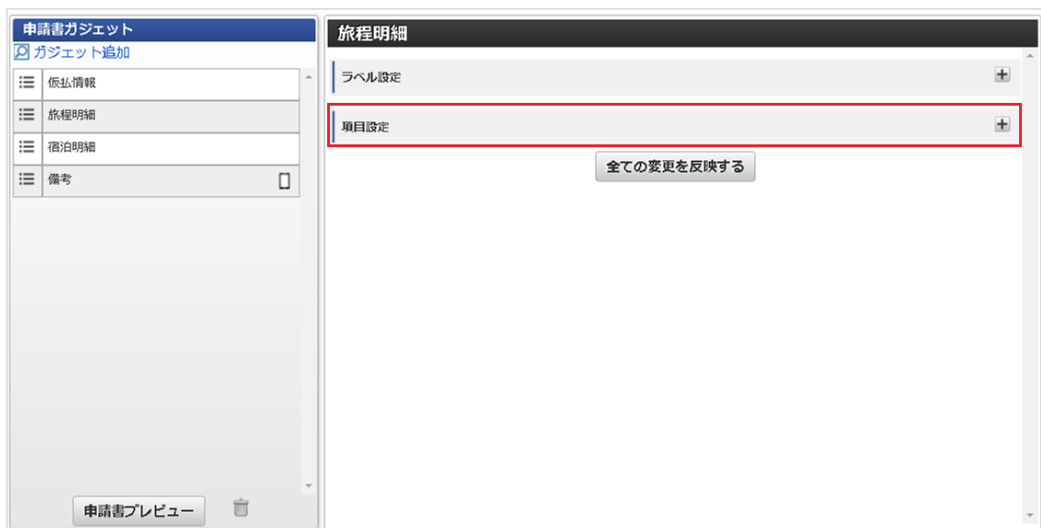 申請書ガジェット
ガジェット追加
仮払情報
旅程明細
宿泊明細
備考
申請書プレビュー
旅程明細
ラベル設定
項目設定
全ての変更を反映する